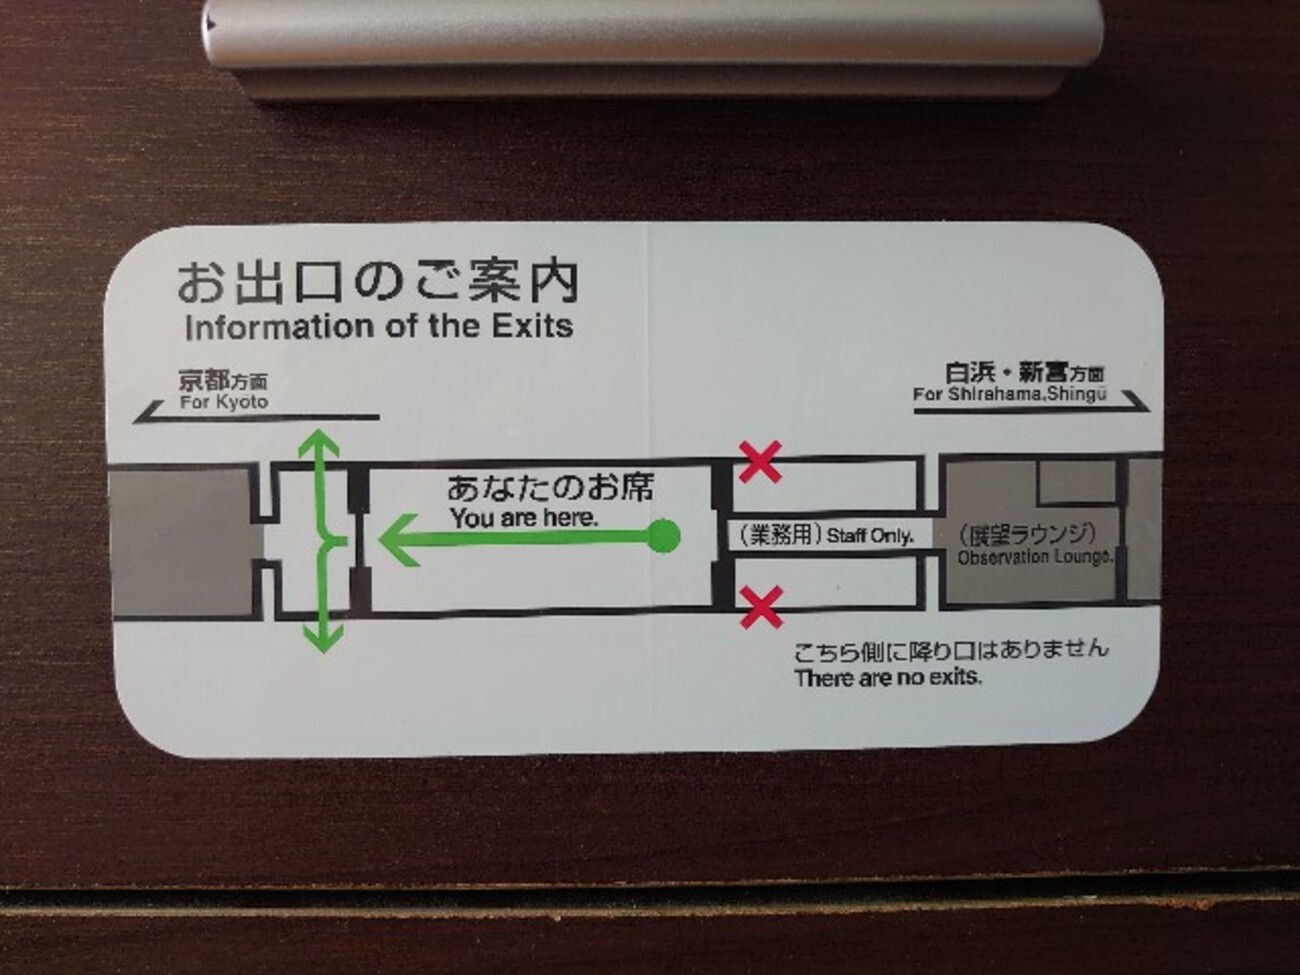 お出口のご案内
Information of the Exits
京都方面
For Kyōto
白浜・新宮方面
For Shirahama,Shingū
あなたのお席
You are here.
（業務用）Staff Only.
（展望ラウンジ）
Observation Lounge.
こちら側に降り口はありません
There are no exits.